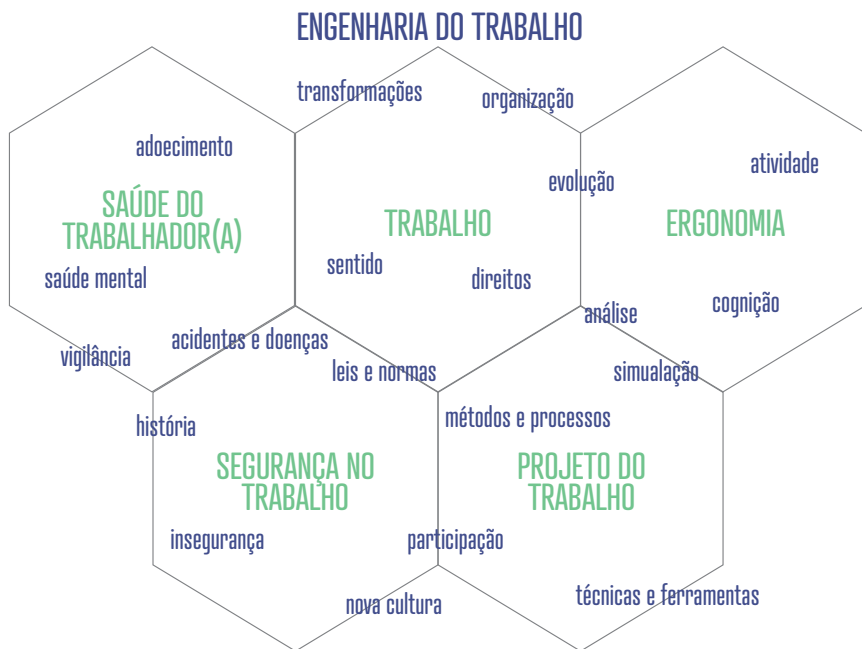 ENGENHARIA DO TRABALHO
transformações
organização
adoecimento
atividade
evolução
SAÚDE DO
TRABALHADOR(A)
TRABALHO
ERGONOMIA
sentido
saúde mental
direitos
cognição
análise
acidentes e doenças
vigilância
leis e normas
simualação
história
métodos e processos
SEGURANÇA NO
TRABALHO
PROJETO DO
TRABALHO
insegurança
participação
nova cultura
técnicas e ferramentas